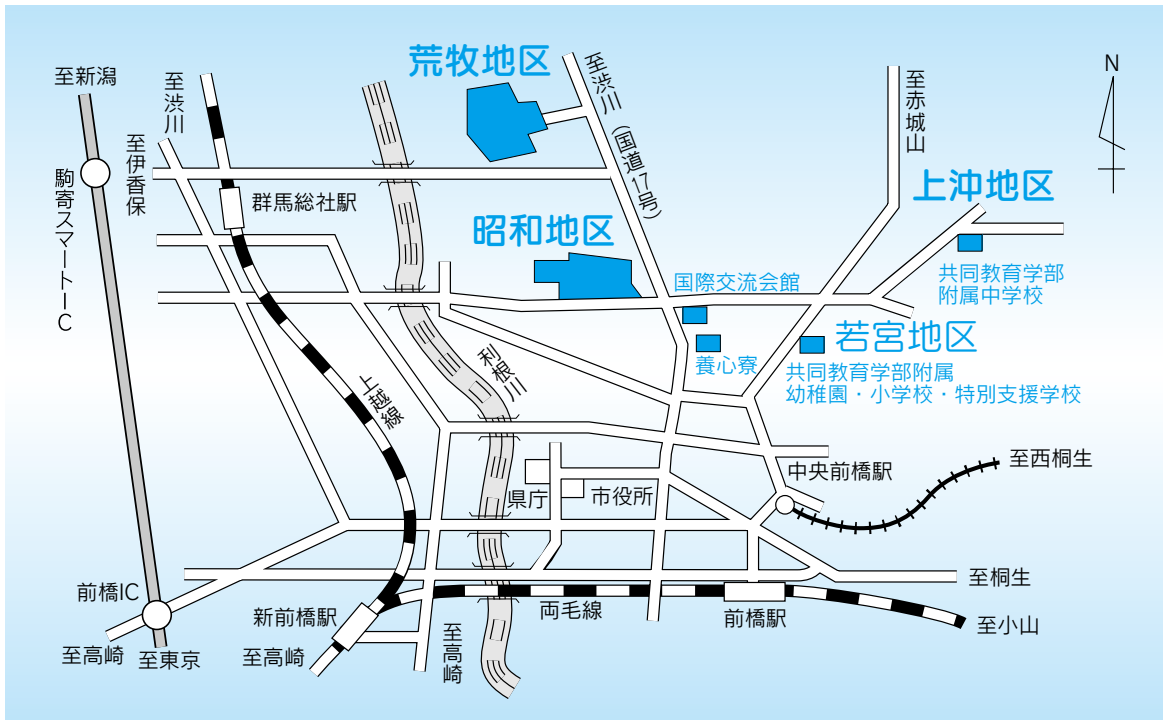 荒牧地区
至新潟
至渋川
至渋川(国道17号)
至赤城山
N
至伊香保
駒寄スマートIC
群馬総社駅
上沖地区
昭和地区
共同教育学部
附属中学校
国際交流会館
若宮地区
養心寮
共同教育学部附属
幼稚園・小学校・特別支援学校
利根川
上越線
中央前橋駅
至西桐生
県庁
市役所
至桐生
前橋IC
新前橋駅
両毛線
前橋駅
至小山
至高崎
至東京
至高崎
至高崎